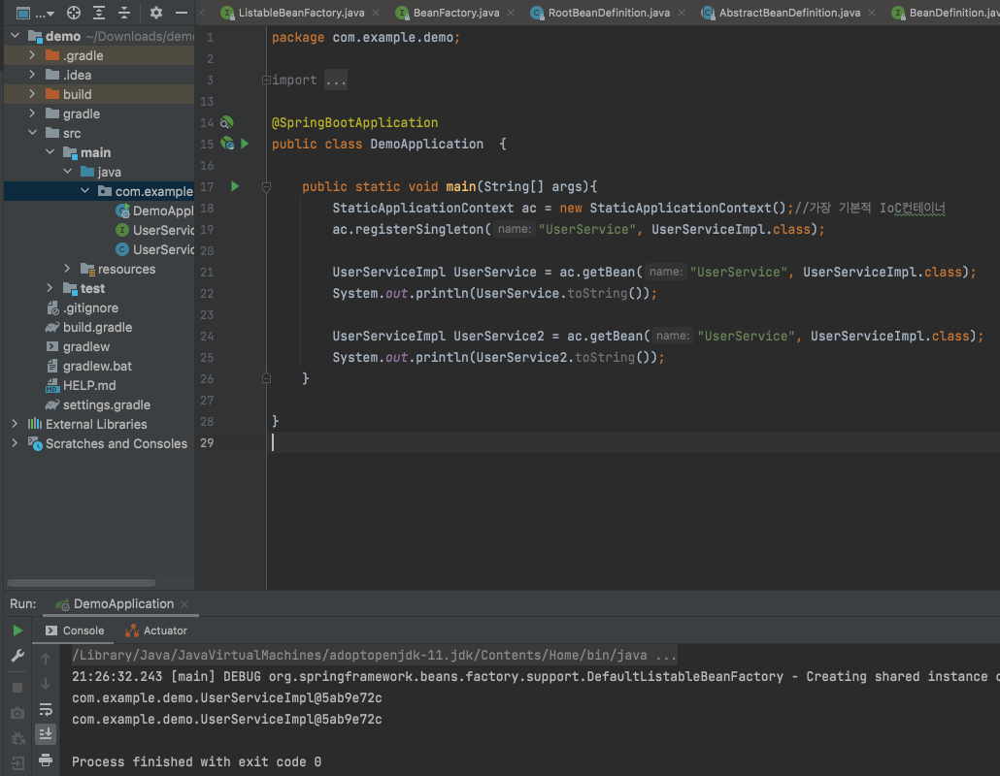 ...
ListableBeanFactory.java
BeanFactory.java
RootBeanDefinition.java
AbstractBeanDefinition.java
BeanDefinition.jav
demo ~/Downloads/demo
.gradle
.idea
build
gradle
src
main
java
com.example
DemoAppl
UserServic
UserServic
resources
test
.gitignore
build.gradle
gradlew
gradlew.bat
HELP.md
settings.gradle
External Libraries
Scratches and Consoles
1 package com.example.demo;
2
3 import ...
13
14 @SpringBootApplication
15 public class DemoApplication {
16
17 public static void main(String[] args){
18 StaticApplicationContext ac = new StaticApplicationContext();//가장 기본적 IoC컨테이너
19 ac.registerSingleton( name: "UserService", UserServiceImpl.class);
20
21 UserServiceImpl UserService = ac.getBean( name: "UserService", UserServiceImpl.class);
22 System.out.println(UserService.toString());
23
24 UserServiceImpl UserService2 = ac.getBean( name: "UserService", UserServiceImpl.class);
25 System.out.println(UserService2.toString());
26 }
27
28 }
29
Run: DemoApplication
Console Actuator
/Library/Java/JavaVirtualMachines/adoptopenjdk-11.jdk/Contents/Home/bin/java ...
21:26:32.243 [main] DEBUG org.springframework.beans.factory.support.DefaultListableBeanFactory - Creating shared instance o
com.example.demo.UserServiceImpl@5ab9e72c
com.example.demo.UserServiceImpl@5ab9e72c
Process finished with exit code 0